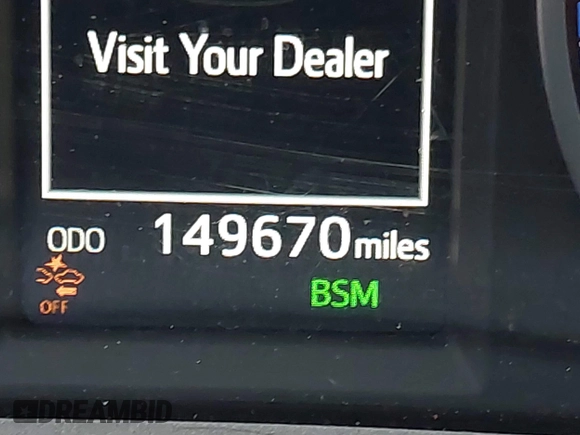 Visit Your Dealer
ODO 149670 miles
OFF
BSM
DREAMBID